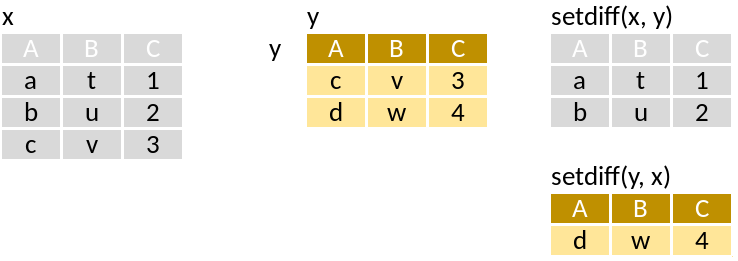 x
A B C
a t 1
b u 2
c v 3
y
y
A B C
c v 3
d w 4
setdiff(x, y)
A B C
a t 1
b u 2
setdiff(y, x)
A B C
d w 4